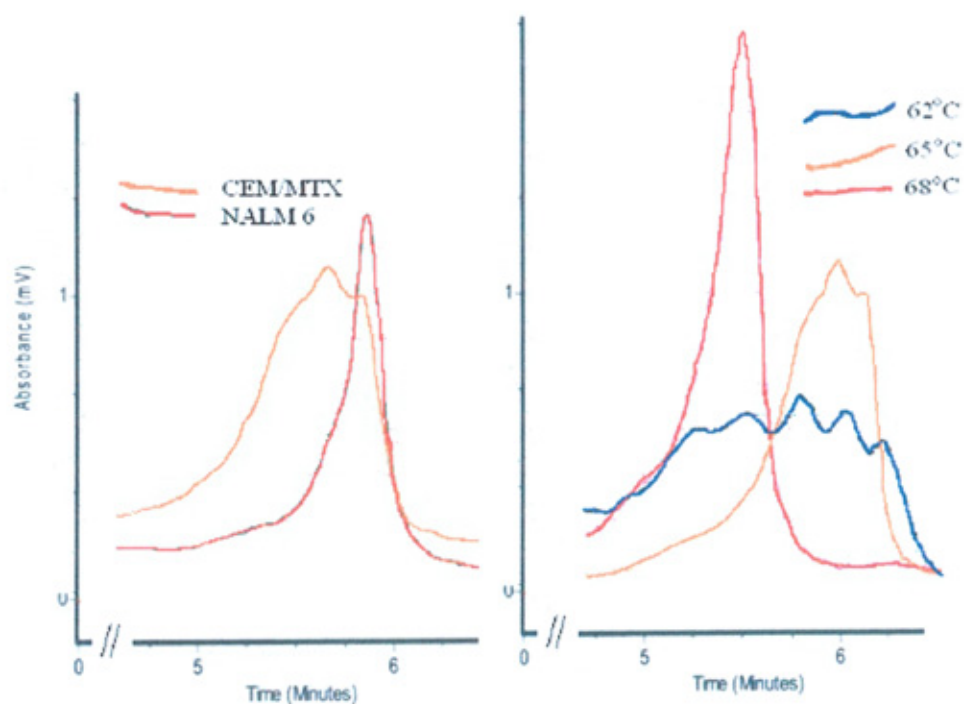 CEM/MTX
NALM 6
Absorbance (mV)
1
0
0
5
6
Time (Minutes)
62°C
65°C
68°C
1
0
0
5
6
Time (Minutes)